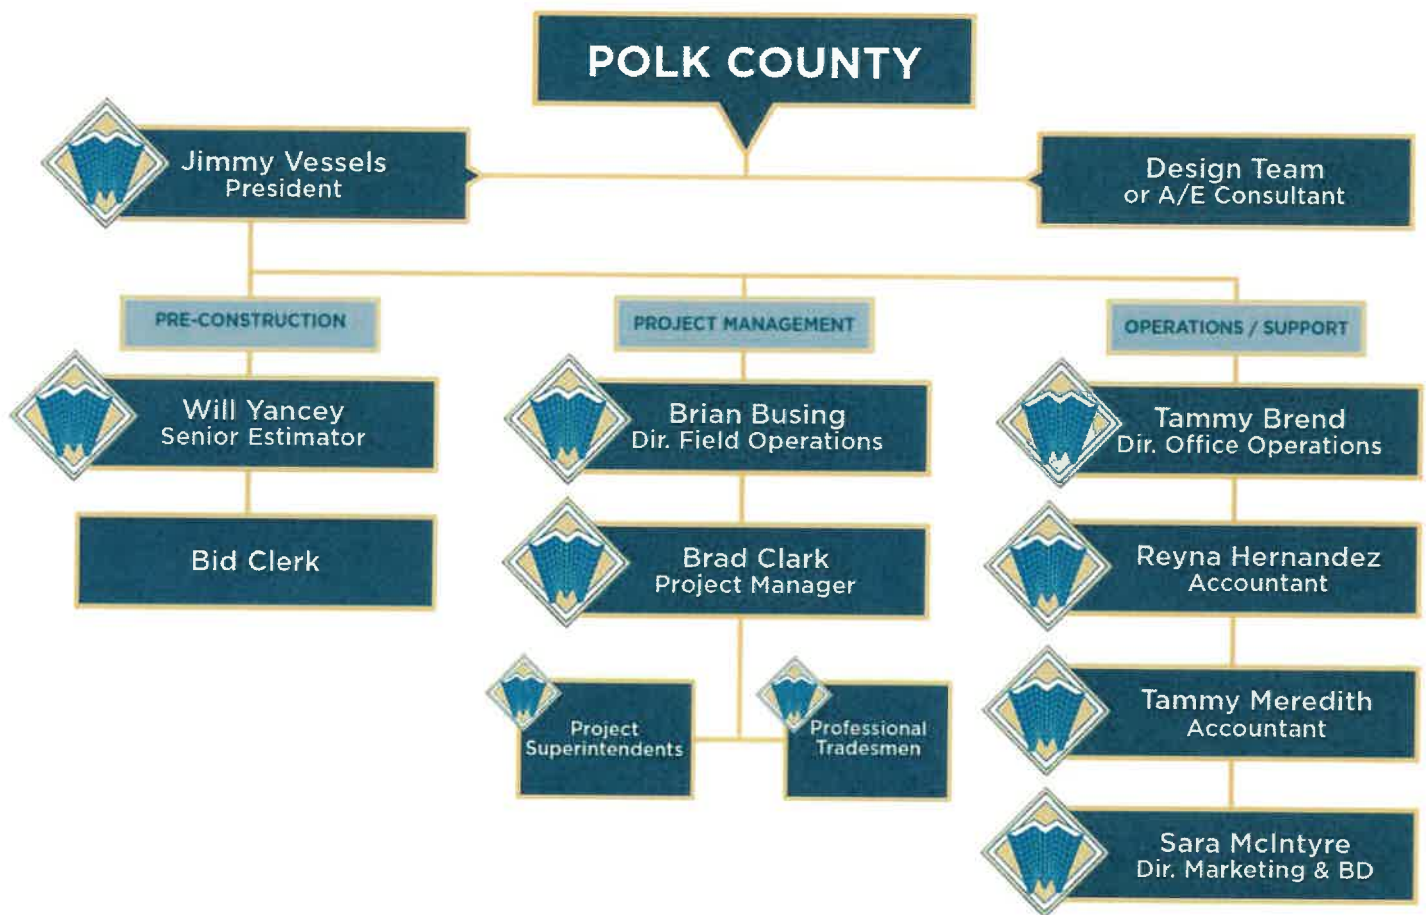 POLK COUNTY
Jimmy Vessels
President
Design Team
or A/E Consultant
PRE-CONSTRUCTION
PROJECT MANAGEMENT
OPERATIONS / SUPPORT
Will Yancey
Senior Estimator
Brian Busing
Dir. Field Operations
Tammy Brend
Dir. Office Operations
Bid Clerk
Brad Clark
Project Manager
Reyna Hernandez
Accountant
Project
Superintendents
Professional
Tradesmen
Tammy Meredith
Accountant
Sara McIntyre
Dir. Marketing & BD